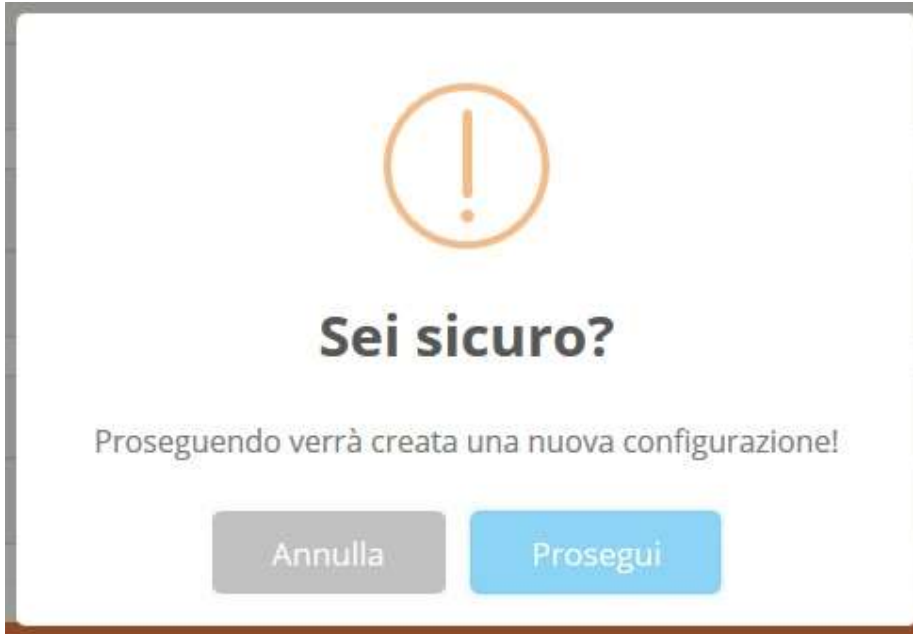 Sei sicuro?
Proseguendo verrà creata una nuova configurazione!
Annulla
Prosegui